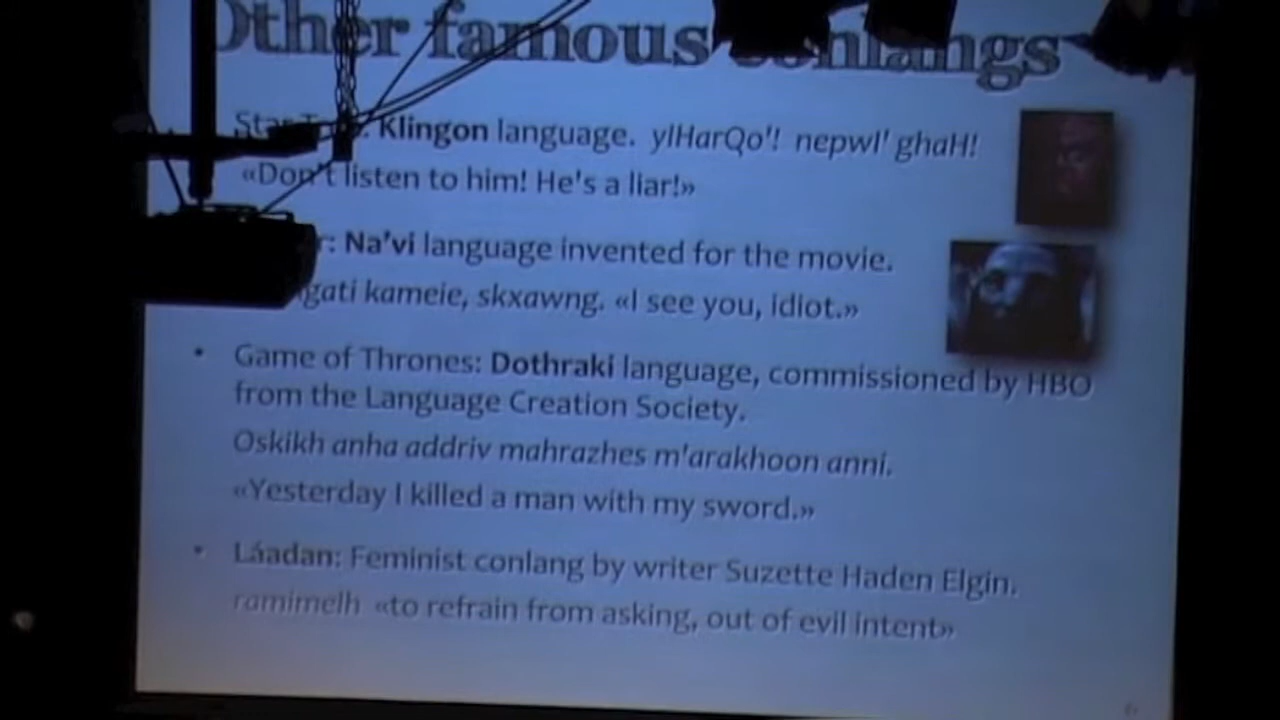 Other famous conlangs
Star Klingon language. yIHarQo'! nepwI' ghaH!
«Don't listen to him! He's a liar!»
r: Na'vi language invented for the movie.
gati kameie, skxawng. «I see you, idiot.»
• Game of Thrones: Dothraki language, commissioned by HBO
from the Language Creation Society.
Oskikh anha addriv mahrazhes m'arakhoon anni.
«Yesterday I killed a man with my sword.»
• Láadan: Feminist conlang by writer Suzette Haden Elgin.
ramimelh «to refrain from asking, out of evil intent»